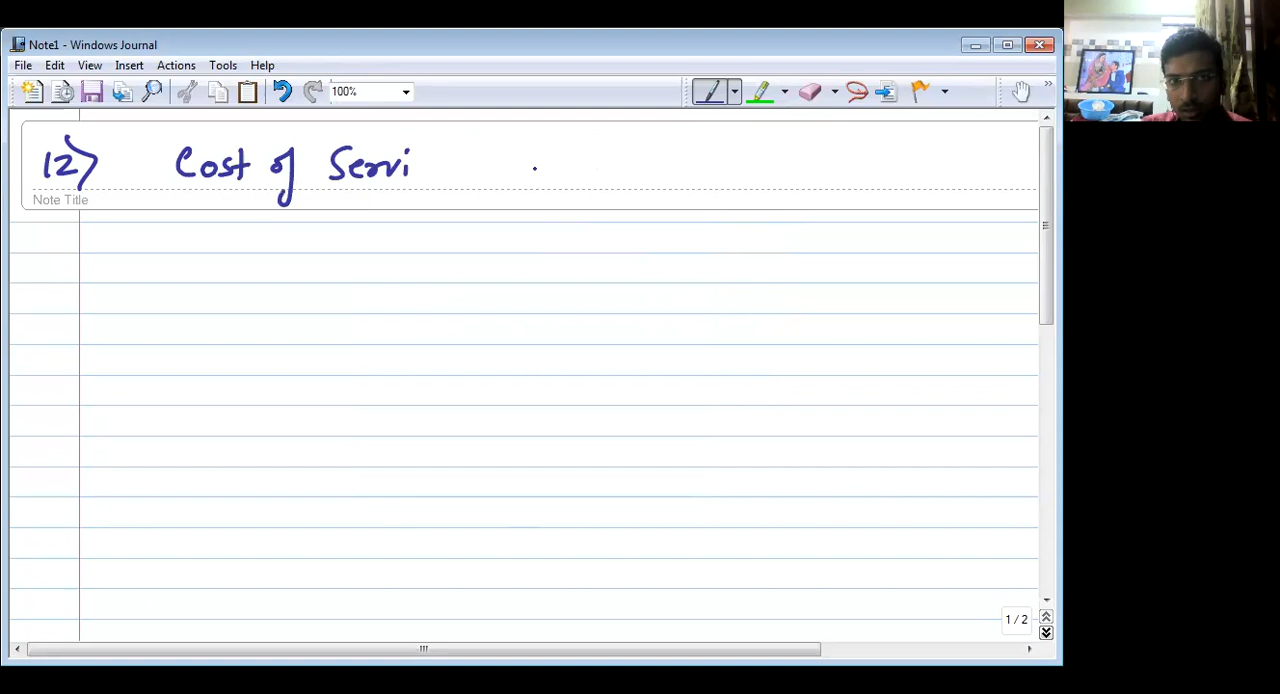 Note1 - Windows Journal
File Edit View Insert Actions Tools Help
100%
12) Cost of Servi
Note Title
1 / 2